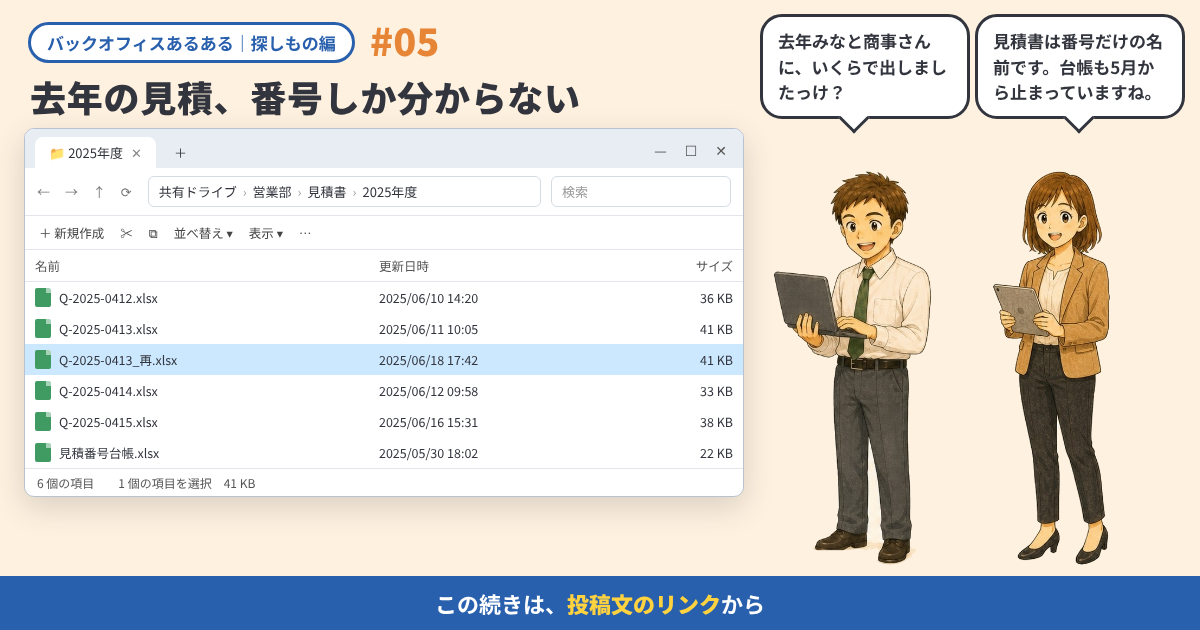 バックオフィスあるある｜探しもの編 #05
去年の見積、番号しか分からない
去年みなと商事さん
に、いくらで出しまし
たっけ？
見積書は番号だけの名
前です。台帳も5月か
ら止まっていますね。
2025年度
共有ドライブ › 営業部 › 見積書 › 2025年度
検索
＋ 新規作成 並べ替え ▾ 表示 ▾ …
名前 更新日時 サイズ
Q-2025-0412.xlsx 2025/06/10 14:20 36 KB
Q-2025-0413.xlsx 2025/06/11 10:05 41 KB
Q-2025-0413_再.xlsx 2025/06/18 17:42 41 KB
Q-2025-0414.xlsx 2025/06/12 09:58 33 KB
Q-2025-0415.xlsx 2025/06/16 15:31 38 KB
見積番号台帳.xlsx 2025/05/30 18:02 22 KB
6 個の項目 1 個の項目を選択 41 KB
この続きは、投稿文のリンクから